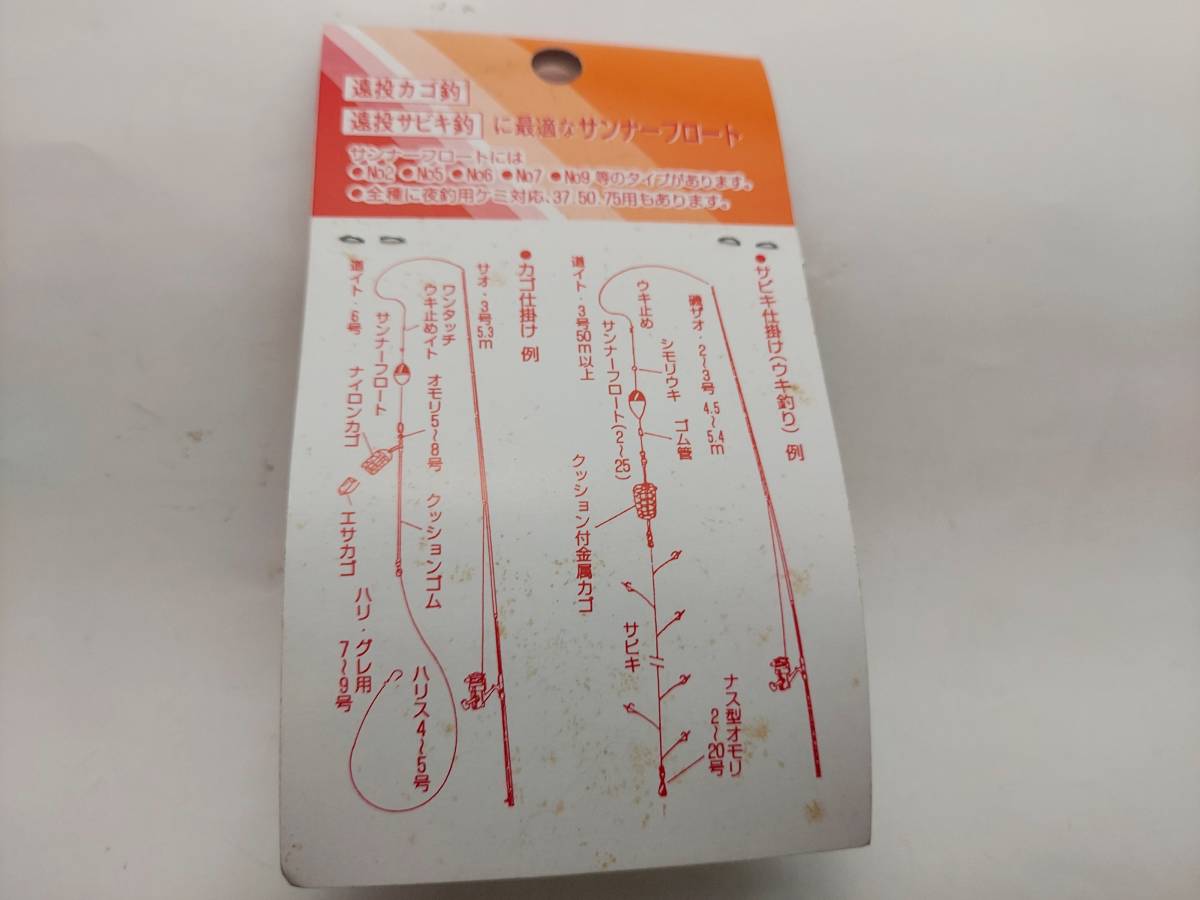 遠投カゴ釣
遠投サビキ釣 に最適なサンナーフロート
サンナーフロートには
●No2 ●No5 ●No6 ●No7 ●No9 等のタイプがあります。
●全種に夜釣用ケミ対応、37、50、75用もあります。
●サビキ仕掛け(ウキ釣り) 例
磯ザオ・2〜3号 4.5〜5.4m
ウキ止め
シモリウキ
ゴム管
道イト・3号50m以上
サンナーフロート(2〜25)
クッション付金属カゴ
サビキ
ナス型オモリ
2〜20号
●カゴ仕掛け 例
サオ・3号5.3m
ワンタッチ
ウキ止めイト
オモリ5〜8号
クッションゴム
道イト・6号
サンナーフロート
ナイロンカゴ
エサカゴ
ハリス4〜5号
ハリ・グレ用
7〜9号